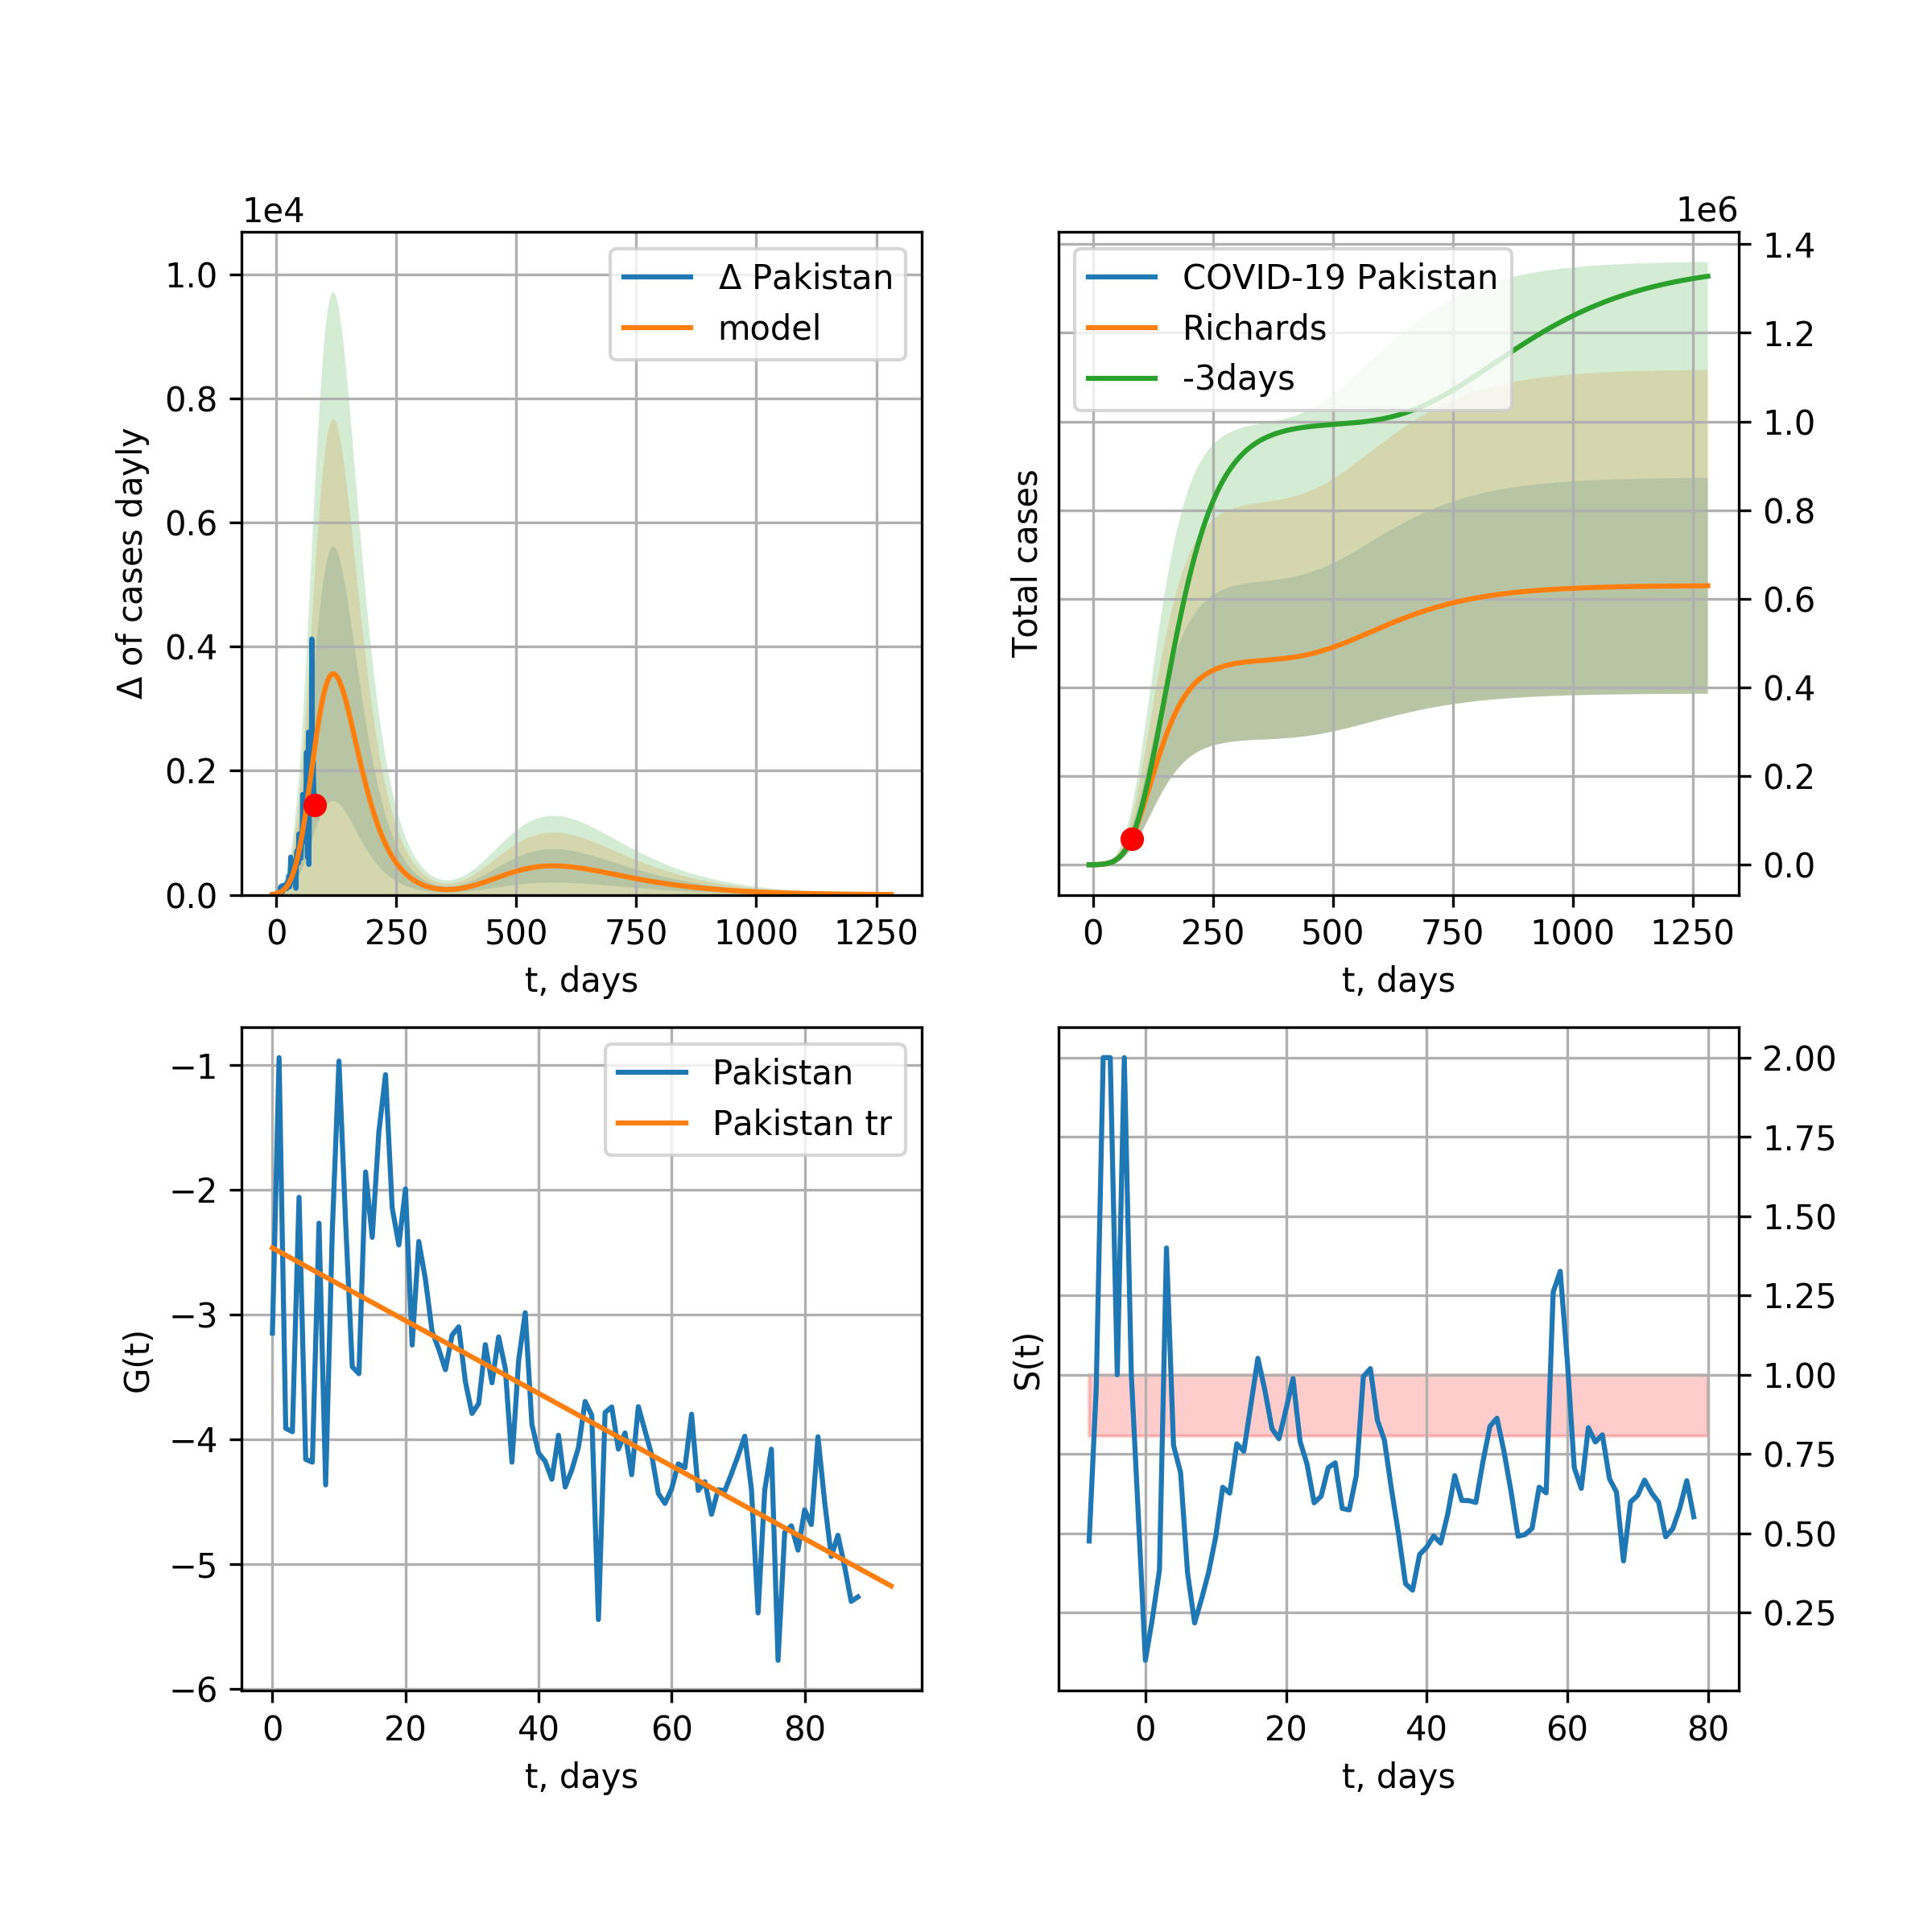 1e4
Δ Pakistan
model
1.0
0.8
0.6
0.4
0.2
0.0
Δ of cases dayly
0 250 500 750 1000 1250
t, days
1e6
COVID-19 Pakistan
Richards
-3days
Total cases
1.4
1.2
1.0
0.8
0.6
0.4
0.2
0.0
0 250 500 750 1000 1250
t, days
Pakistan
Pakistan tr
−1
−2
−3
−4
−5
−6
G(t)
0 20 40 60 80
t, days
S(t)
2.00
1.75
1.50
1.25
1.00
0.75
0.50
0.25
0 20 40 60 80
t, days